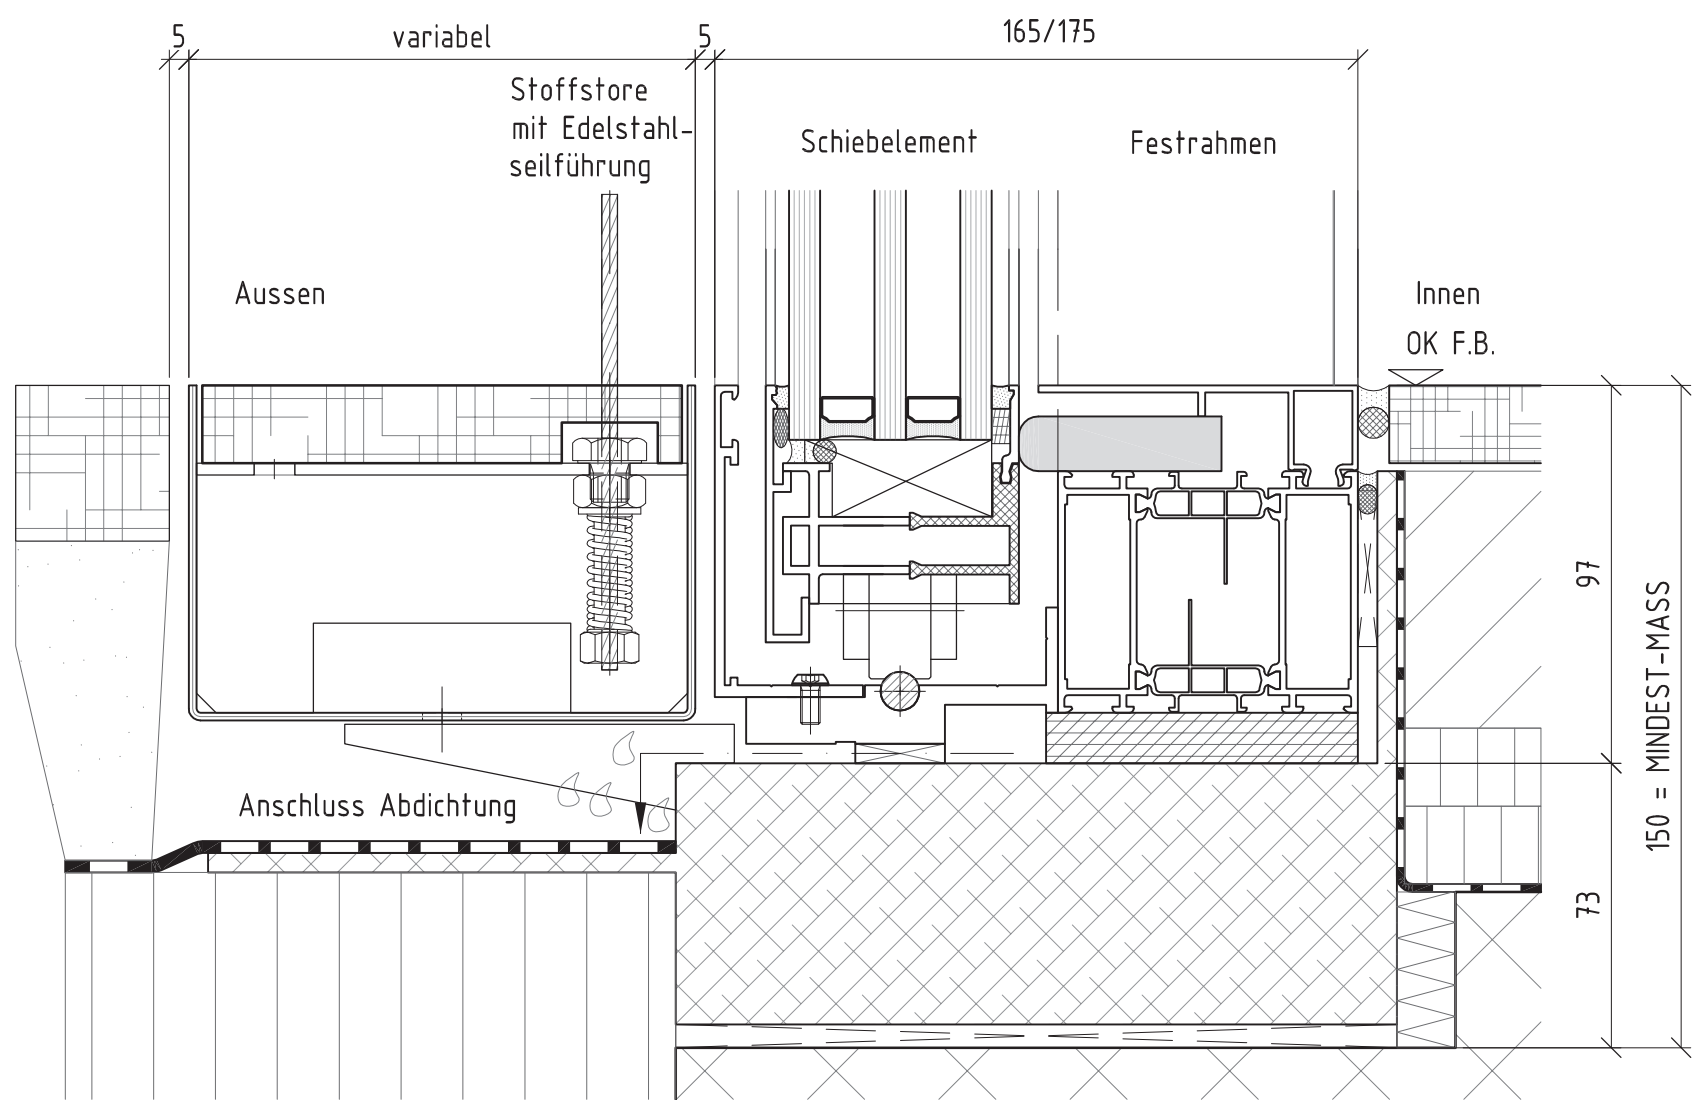 5
variabel
5
165/175
Stoffstore
mit Edelstahl-
seilführung
Schiebelement
Festrahmen
Aussen
Innen
OK F.B.
97
150 = MINDEST-MASS
Anschluss Abdichtung
73